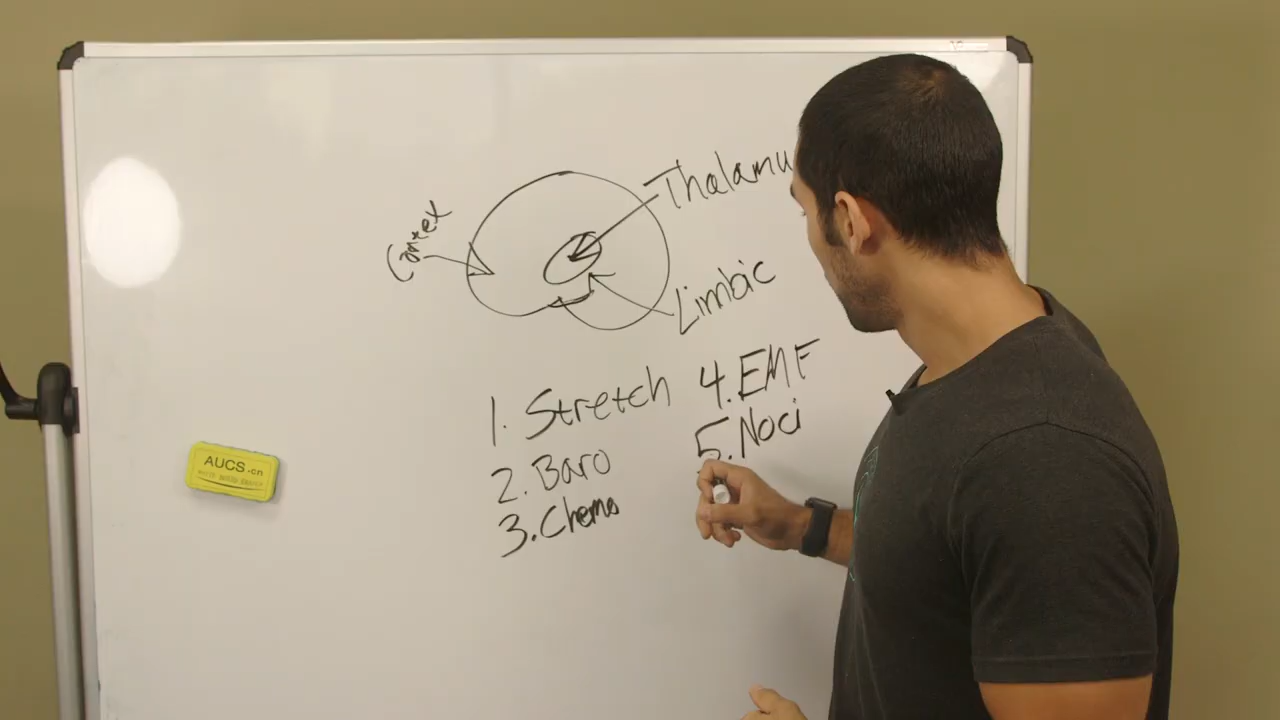 Thalamu
Cortex
Limbic
1. Stretch
2. Baro
3. Chemo
4. EMF
5. Noci
AUCS.cn